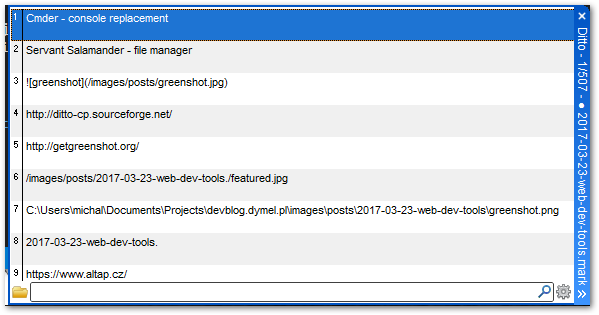 1 Cmder - console replacement
2 Servant Salamander - file manager
3 ![greenshot](/images/posts/greenshot.jpg)
4 http://ditto-cp.sourceforge.net/
5 http://getgreenshot.org/
6 /images/posts/2017-03-23-web-dev-tools./featured.jpg
7 C:\Users\michal\Documents\Projects\devblog.dymel.pl\images\posts\2017-03-23-web-dev-tools\greenshot.png
8 2017-03-23-web-dev-tools.
9 https://www.altap.cz/
Ditto - 1/507 - ● 2017-03-23-web-dev-tools.mark